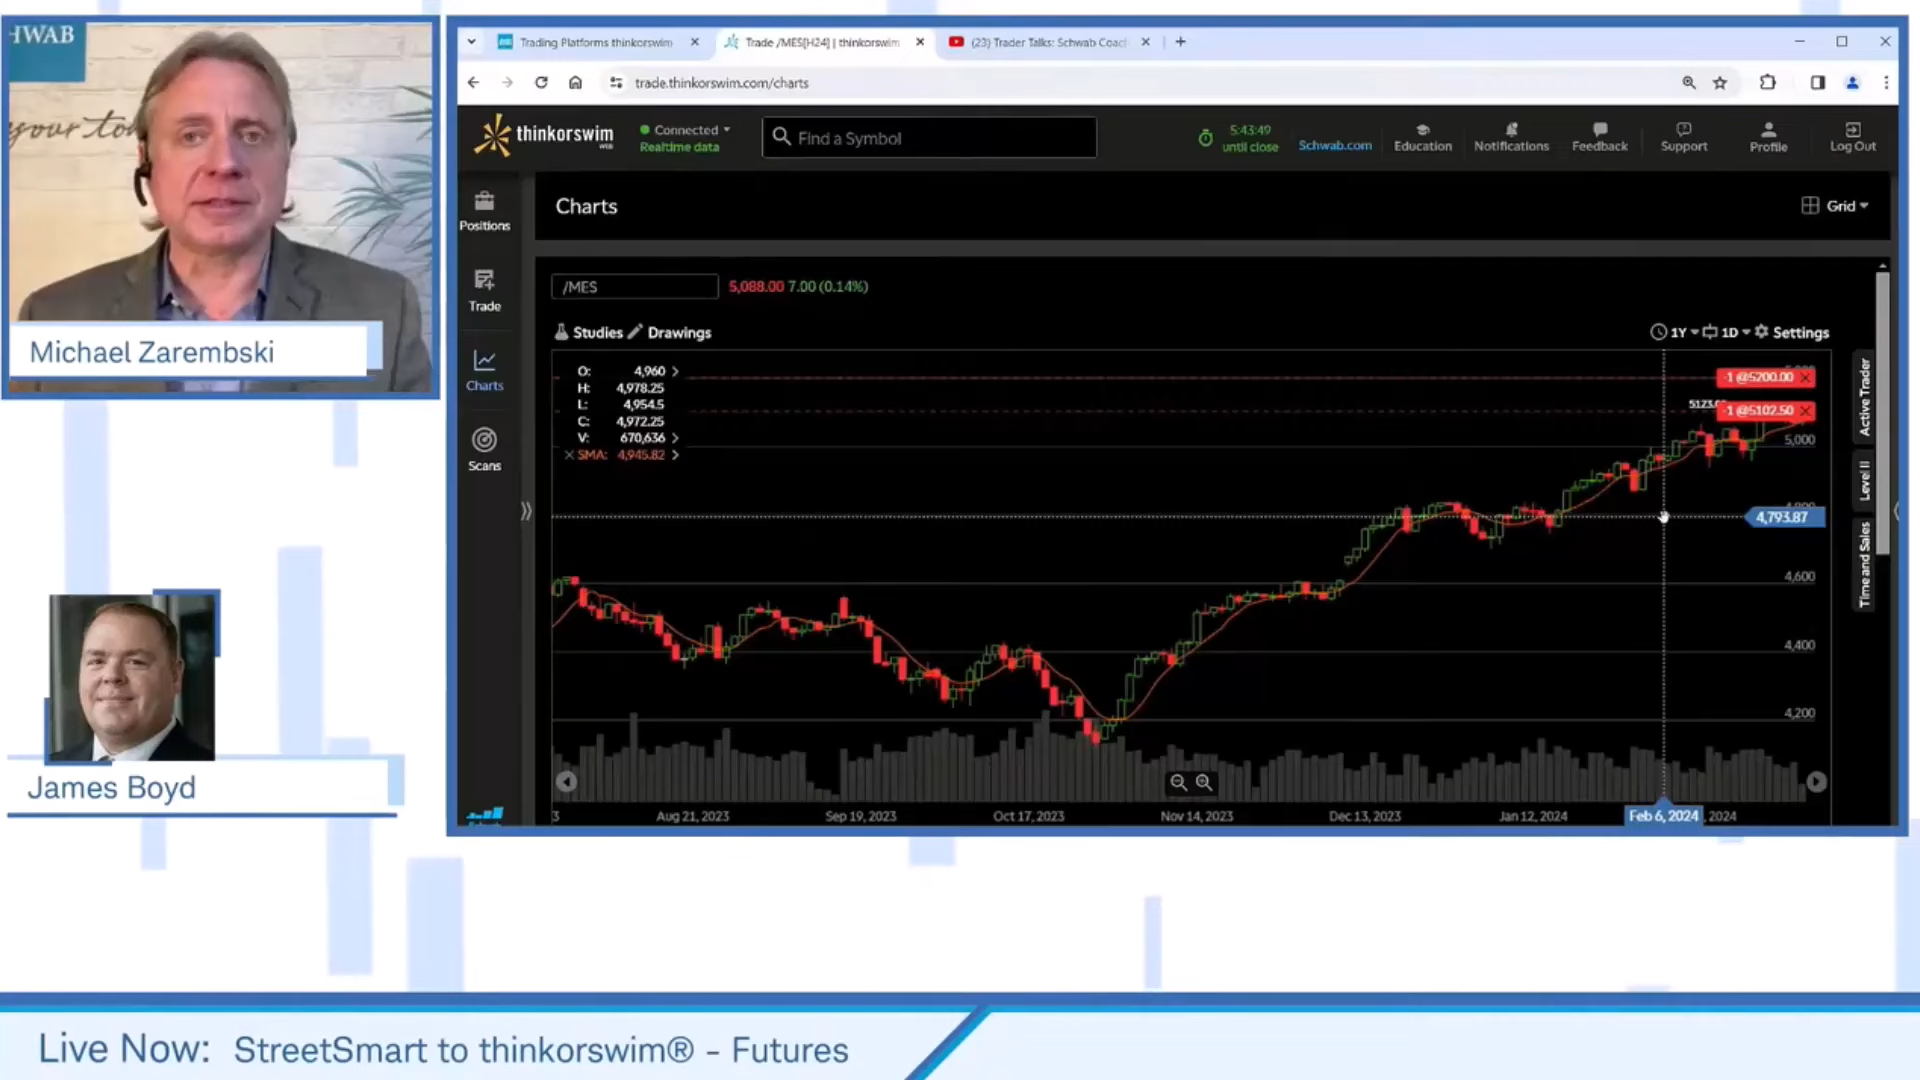 HWAB
your to
Michael Zarembski
James Boyd
Trading Platforms thinkorswim
Trade /MES[H24] | thinkorswim
(23) Trader Talks: Schwab Coac
trade.thinkorswim.com/charts
thinkorswim
WEB
Connected
Realtime data
Find a Symbol
5:43:49
until close
Schwab.com
Education
Notifications
Feedback
Support
Profile
Log Out
Positions
Trade
Charts
Scans
Charts
Grid
/MES
5,088.00 7.00 (0.14%)
Studies
Drawings
1Y
1D
Settings
O: 4,960
H: 4,978.25
L: 4,954.5
C: 4,972.25
V: 670,636
SMA: 4,945.82
-1 @5200.00
5123.
-1 @5102.50
5,000
4,793.87
4,600
4,400
4,200
Active Trader
Level II
Time and Sales
3
Aug 21, 2023
Sep 19, 2023
Oct 17, 2023
Nov 14, 2023
Dec 13, 2023
Jan 12, 2024
Feb 6, 2024
, 2024
Live Now: StreetSmart to thinkorswim® - Futures